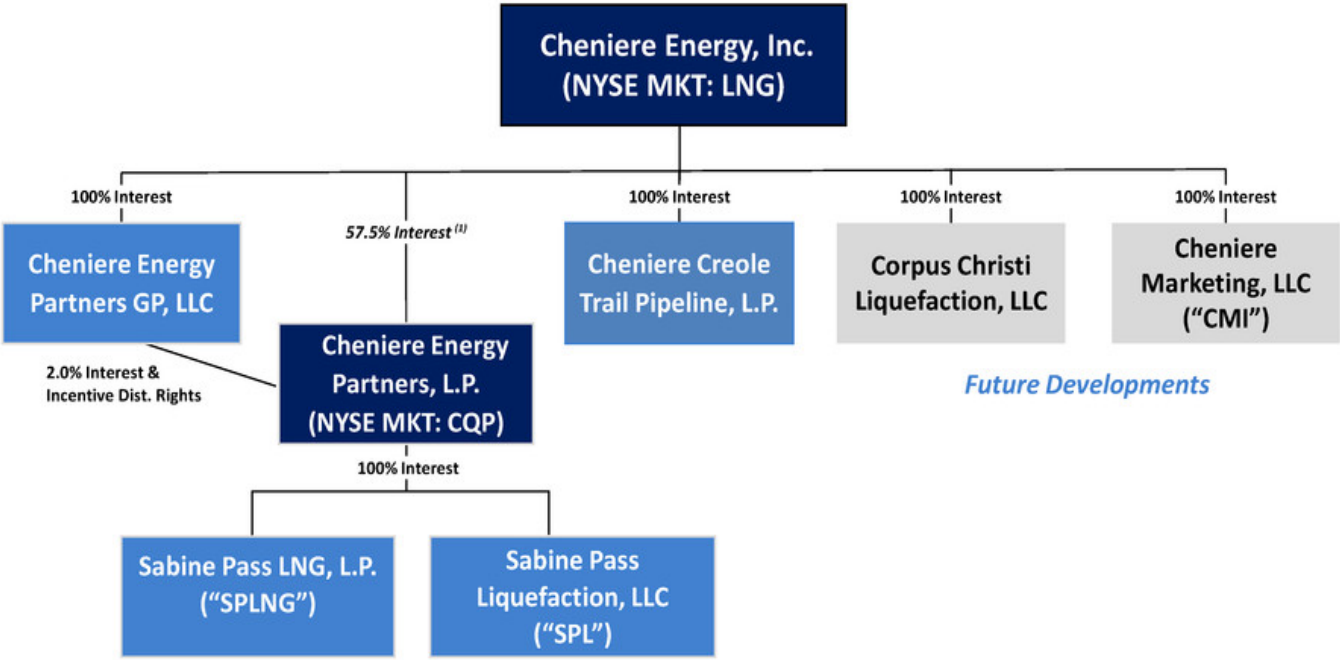 Cheniere Energy, Inc.
(NYSE MKT: LNG)
100% Interest
57.5% Interest (1)
100% Interest
100% Interest
100% Interest
Cheniere Energy
Partners GP, LLC
Cheniere Creole
Trail Pipeline, L.P.
Corpus Christi
Liquefaction, LLC
Cheniere
Marketing, LLC
(“CMI”)
2.0% Interest &
Incentive Dist. Rights
Cheniere Energy
Partners, L.P.
(NYSE MKT: CQP)
Future Developments
100% Interest
Sabine Pass LNG, L.P.
(“SPLNG”)
Sabine Pass
Liquefaction, LLC
(“SPL”)